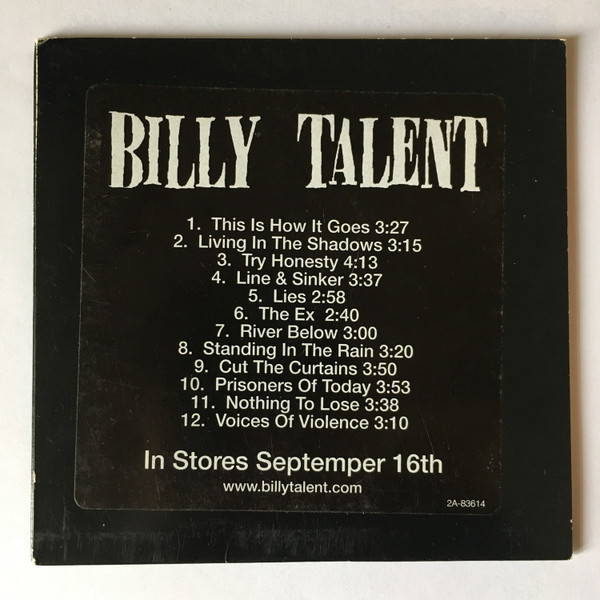 BILLY TALENT
1. This Is How It Goes 3:27
2. Living In The Shadows 3:15
3. Try Honesty 4:13
4. Line & Sinker 3:37
5. Lies 2:58
6. The Ex 2:40
7. River Below 3:00
8. Standing In The Rain 3:20
9. Cut The Curtains 3:50
10. Prisoners Of Today 3:53
11. Nothing To Lose 3:38
12. Voices Of Violence 3:10
In Stores Septemper 16th
www.billytalent.com
2A-83614